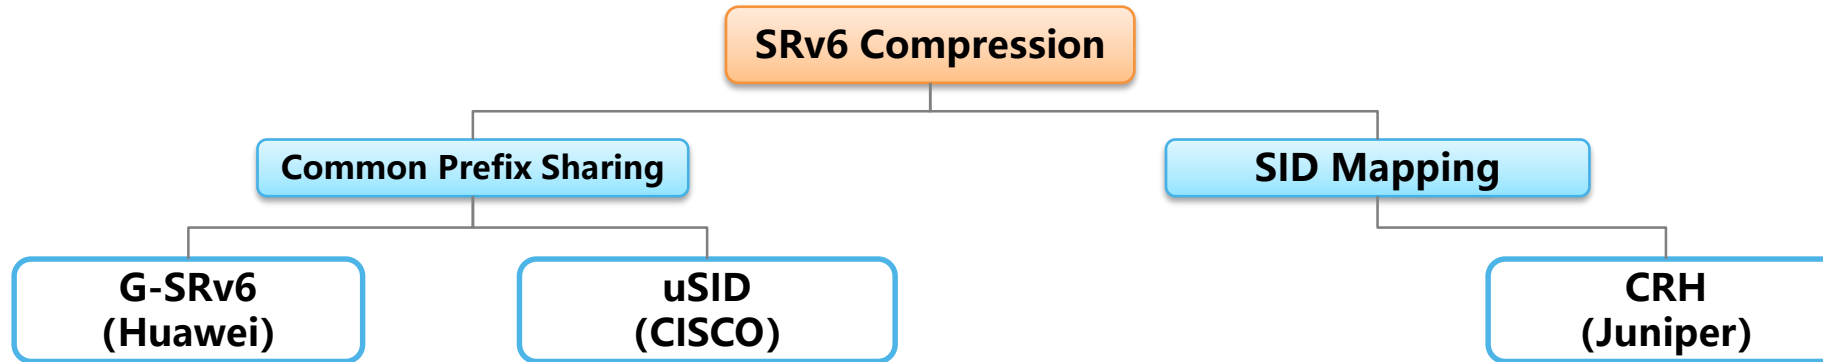 SRv6 Compression
Common Prefix Sharing
SID Mapping
G-SRv6
(Huawei)
uSID
(CISCO)
CRH
(Juniper)